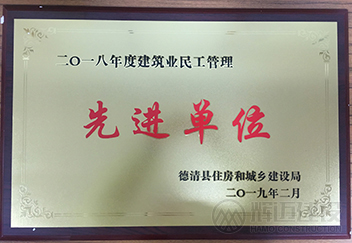 二〇一八年度建筑业民工管理
先进单位
德清县住房和城乡建设局
二〇一九年二月